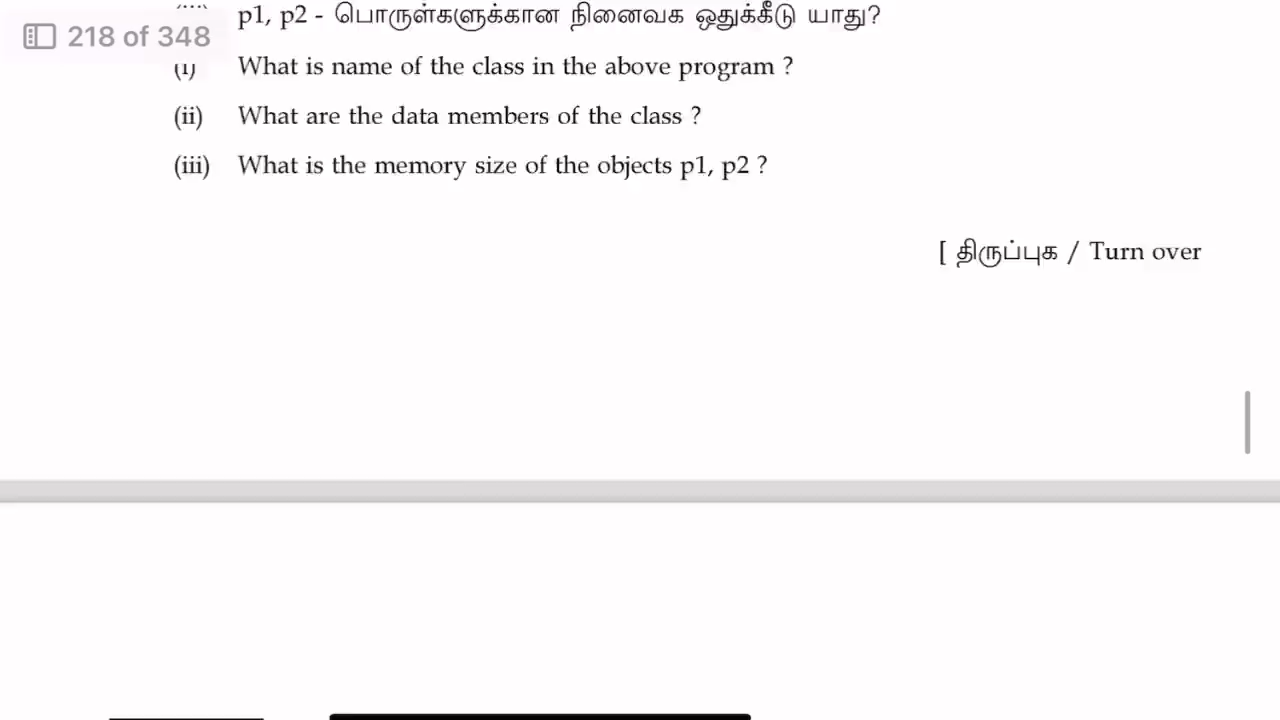 p1, p2 - பொருள்களுக்கான நினைவக ஒதுக்கீடு யாது?
218 of 348
(i) What is name of the class in the above program ?
(ii) What are the data members of the class ?
(iii) What is the memory size of the objects p1, p2 ?
[ திருப்புக / Turn over